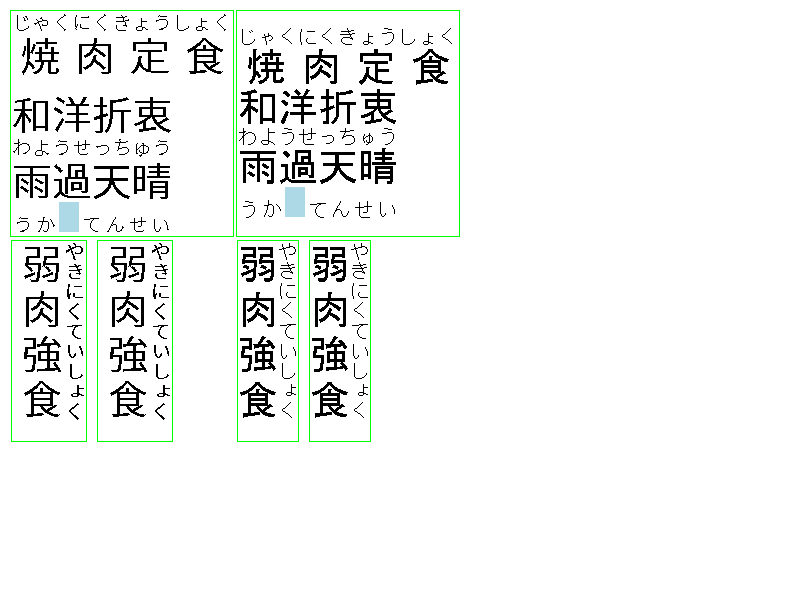 じゃくにくきょうしょく
焼肉定食
和洋折衷
わようせっちゅう
雨過天晴
うか てんせい
じゃくにくきょうしょく
焼肉定食
和洋折衷
わようせっちゅう
雨過天晴
うか てんせい
弱肉強食
やきにくていしょく
弱肉強食
やきにくていしょく
弱肉強食
やきにくていしょく
弱肉強食
やきにくていしょく